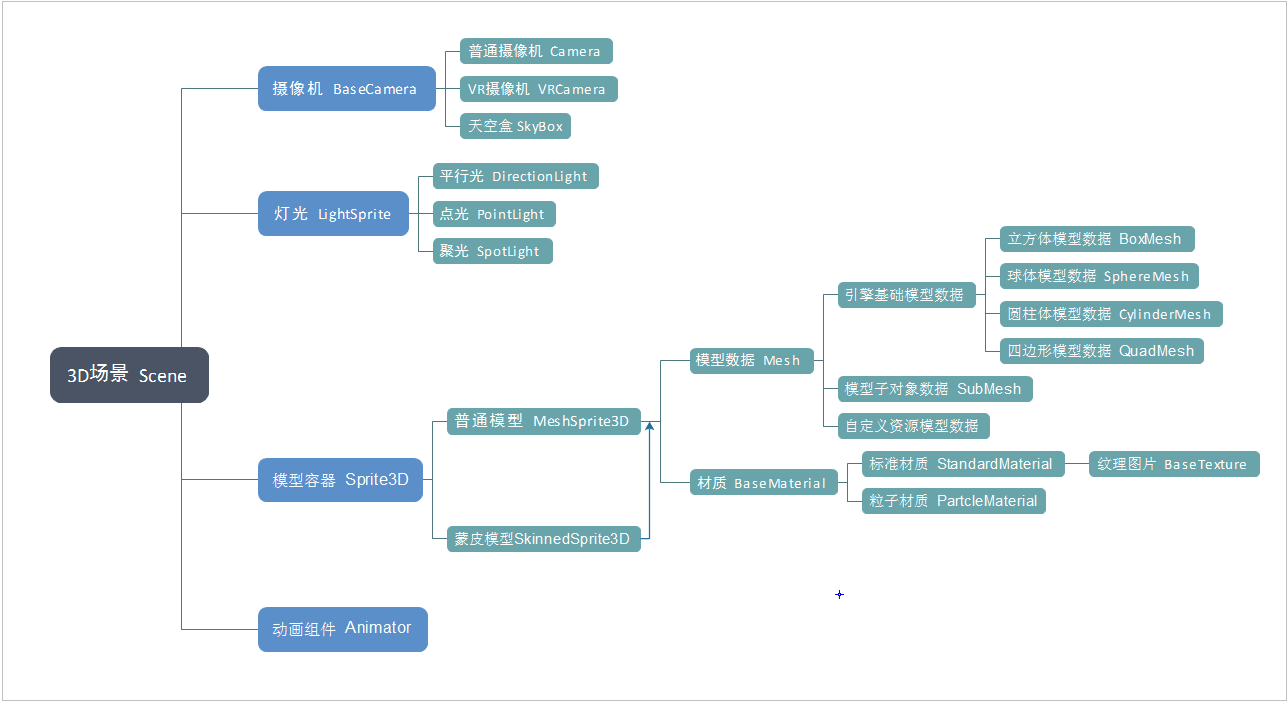 3D场景 Scene
摄像机 BaseCamera
普通摄像机 Camera
VR摄像机 VRCamera
天空盒 SkyBox
灯光 LightSprite
平行光 DirectionLight
点光 PointLight
聚光 SpotLight
模型容器 Sprite3D
普通模型 MeshSprite3D
模型数据 Mesh
引擎基础模型数据
立方体模型数据 BoxMesh
球体模型数据 SphereMesh
圆柱体模型数据 CylinderMesh
四边形模型数据 QuadMesh
模型子对象数据 SubMesh
自定义资源模型数据
材质 BaseMaterial
标准材质 StandardMaterial
纹理图片 BaseTexture
粒子材质 PartcleMaterial
蒙皮模型SkinnedSprite3D
动画组件 Animator